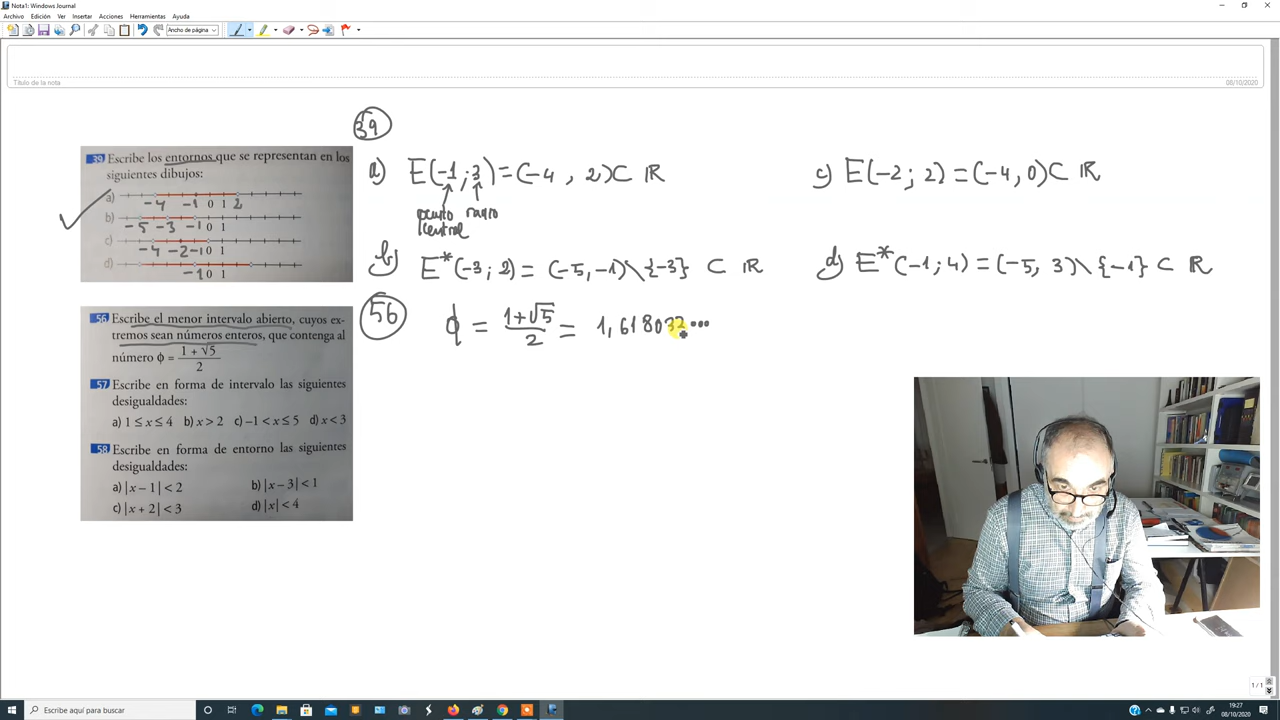 Nota1: Windows Journal
Archivo Edición Ver Insertar Acciones Herramientas Ayuda
Ancho de página
Título de la nota
08/10/2020
39
39 Escribe los entornos que se representan en los
siguientes dibujos:
a)
-4 -1 0 1 2
b)
-5 -3 -1 0 1
c)
-4 -2 -1 0 1
d)
-1 0 1
a) E(-1;3) = (-4, 2) ⊂ ℝ
punto radio
central
b) E*(-3; 2) = (-5, -1) \ {-3} ⊂ ℝ
c) E(-2; 2) = (-4, 0) ⊂ ℝ
d) E*(-1; 4) = (-5, 3) \ {-1} ⊂ ℝ
56 Escribe el menor intervalo abierto, cuyos ex-
tremos sean números enteros, que contenga al
número ϕ = (1 + √5)/2
57 Escribe en forma de intervalo las siguientes
desigualdades:
a) 1 ≤ x ≤ 4 b) x > 2 c) -1 < x ≤ 5 d) x < 3
58 Escribe en forma de entorno las siguientes
desigualdades:
a) |x – 1| < 2 b) |x – 3| < 1
c) |x + 2| < 3 d) |x| < 4
56 ϕ = (1+√5)/2 = 1,618032...
1 / 1
Escribe aquí para buscar
19:27
08/10/2020